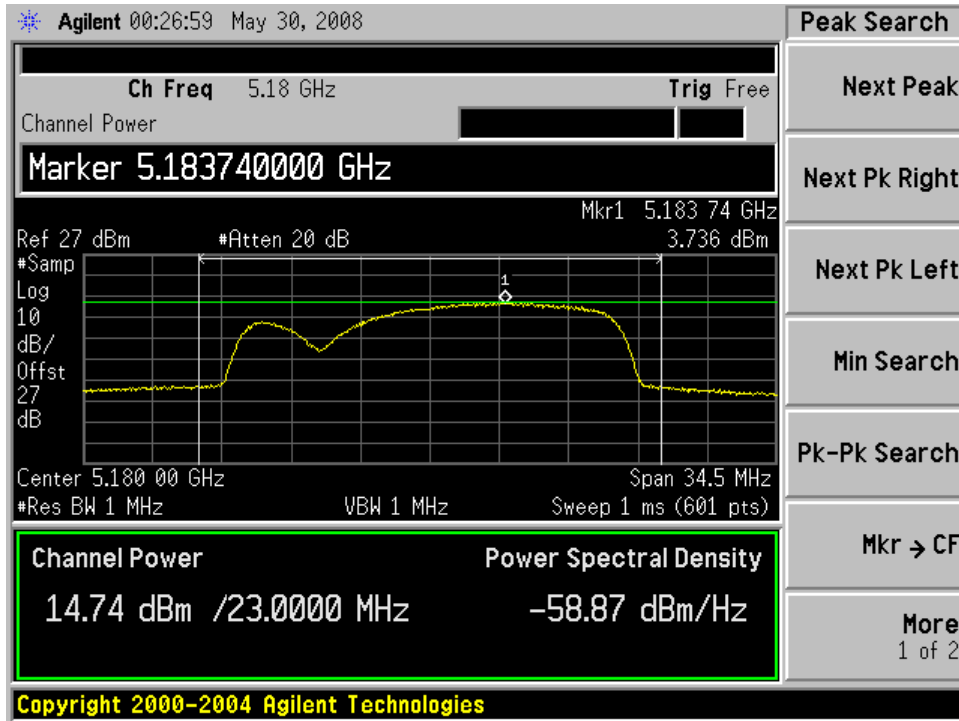 Agilent 00:26:59 May 30, 2008
Peak Search
Ch Freq 5.18 GHz
Trig Free
Channel Power
Marker 5.183740000 GHz
Mkr1 5.183 74 GHz
Ref 27 dBm #Atten 20 dB 3.736 dBm
#Samp
Log
10
dB/
Offst
27
dB
1
Center 5.180 00 GHz
Span 34.5 MHz
#Res BW 1 MHz
VBW 1 MHz
Sweep 1 ms (601 pts)
Channel Power
Power Spectral Density
14.74 dBm /23.0000 MHz
-58.87 dBm/Hz
Next Peak
Next Pk Right
Next Pk Left
Min Search
Pk-Pk Search
Mkr → CF
More
1 of 2
Copyright 2000-2004 Agilent Technologies